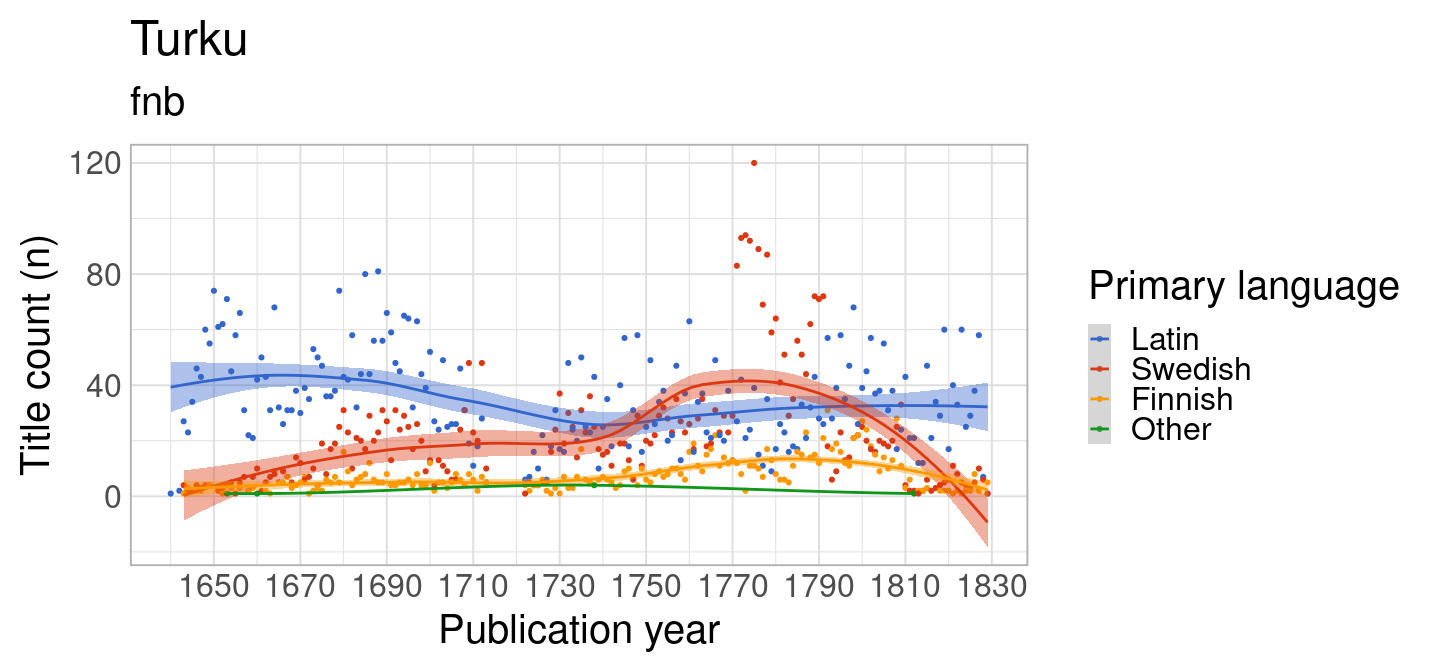 Turku
fnb
120
80
40
0
Title count (n)
1650 1670 1690 1710 1730 1750 1770 1790 1810 1830
Publication year
Primary language
Latin
Swedish
Finnish
Other